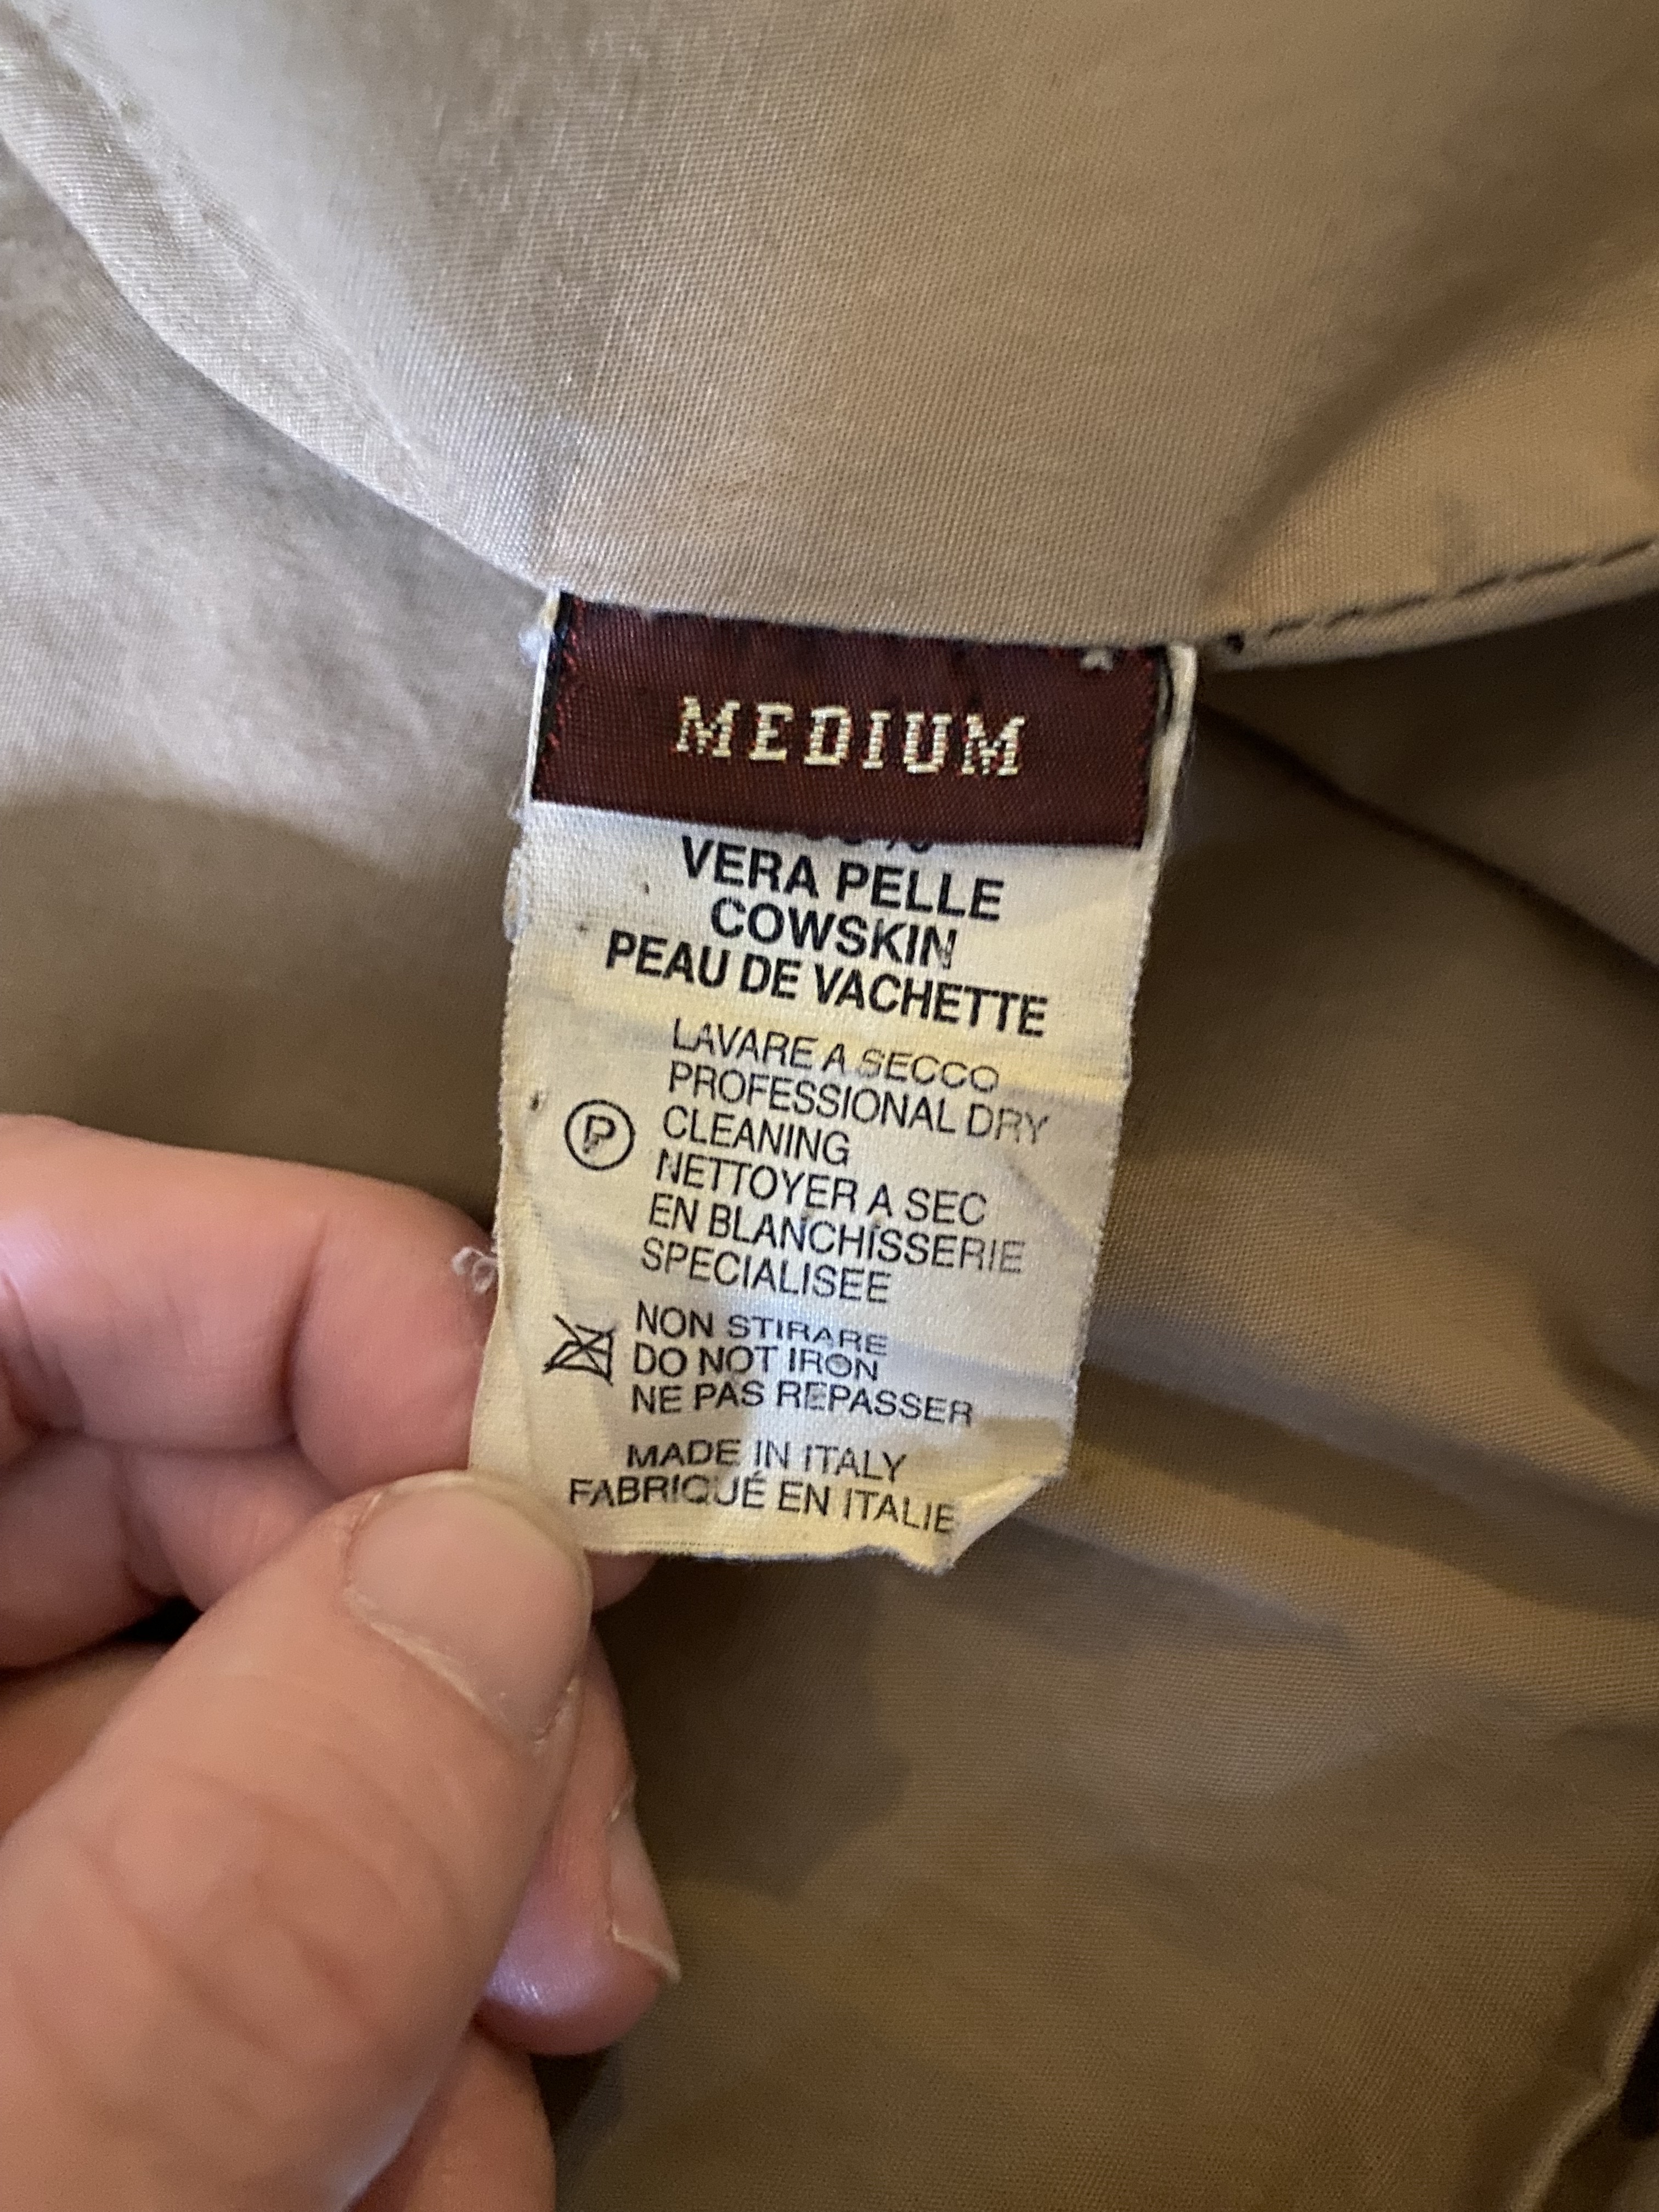 MEDIUM
VERA PELLE
COWSKIN
PEAU DE VACHETTE
LAVARE A SECCO
PROFESSIONAL DRY
CLEANING
P
NETTOYER A SEC
EN BLANCHISSERIE
SPECIALISEE
NON STIRARE
DO NOT IRON
NE PAS REPASSER
MADE IN ITALY
FABRIQUÉ EN ITALIE